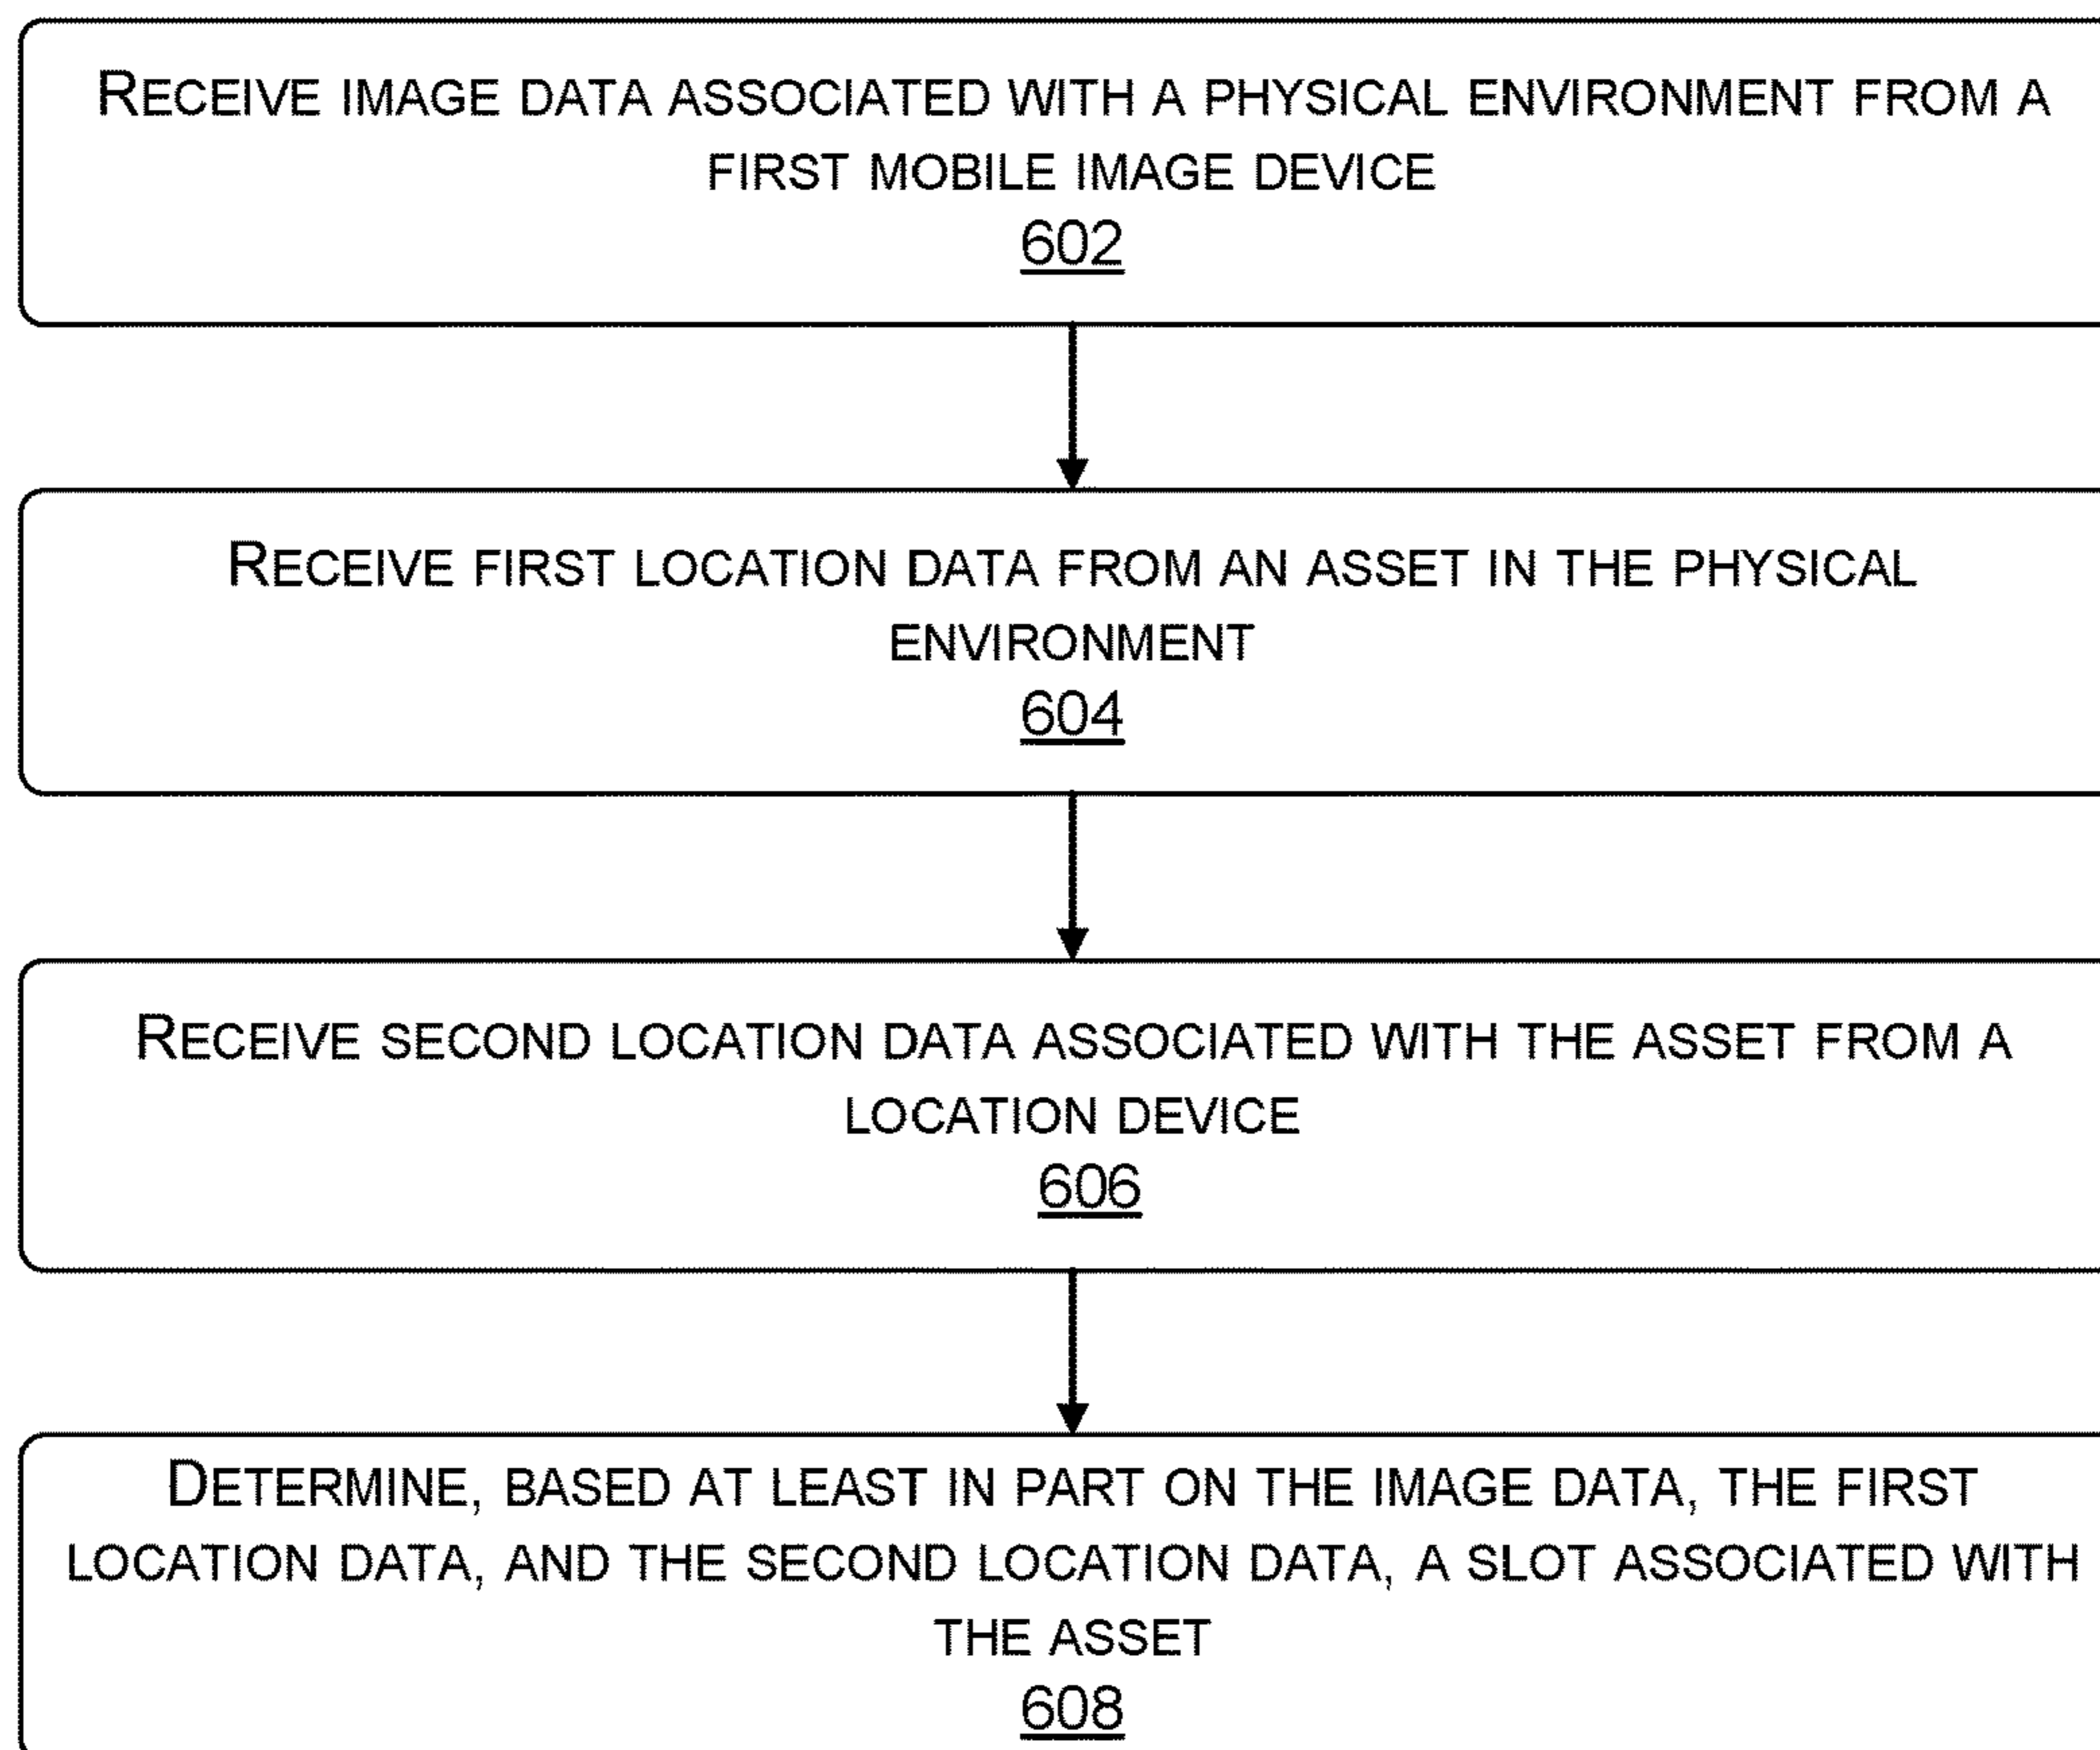 RECEIVE IMAGE DATA ASSOCIATED WITH A PHYSICAL ENVIRONMENT FROM A
FIRST MOBILE IMAGE DEVICE
602
RECEIVE FIRST LOCATION DATA FROM AN ASSET IN THE PHYSICAL
ENVIRONMENT
604
RECEIVE SECOND LOCATION DATA ASSOCIATED WITH THE ASSET FROM A
LOCATION DEVICE
606
DETERMINE, BASED AT LEAST IN PART ON THE IMAGE DATA, THE FIRST
LOCATION DATA, AND THE SECOND LOCATION DATA, A SLOT ASSOCIATED WITH
THE ASSET
608